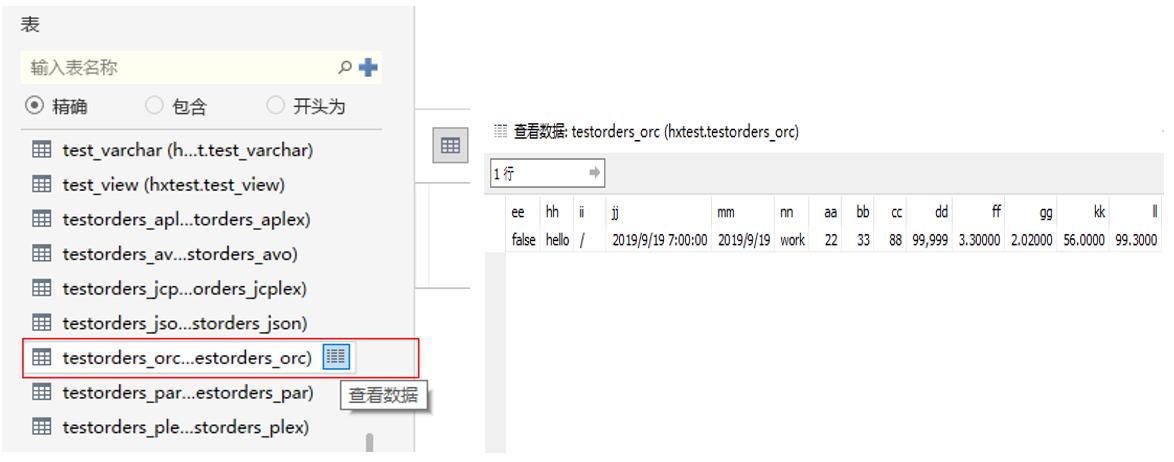 表
输入表名称
精确 包含 开头为
test_varchar (h...t.test_varchar)
test_view (hxtest.test_view)
testorders_apl...torders_aplex)
testorders_av...storders_avo)
testorders_jcp...orders_jcplex)
testorders_jso...storders_json)
testorders_orc...estorders_orc)
查看数据
testorders_par...estorders_par)
testorders_ple...storders_plex)
查看数据: testorders_orc (hxtest.testorders_orc)
1 行
ee hh ii jj mm nn aa bb cc dd ff gg kk ll
false hello / 2019/9/19 7:00:00 2019/9/19 work 22 33 88 99,999 3.30000 2.02000 56.0000 99.3000